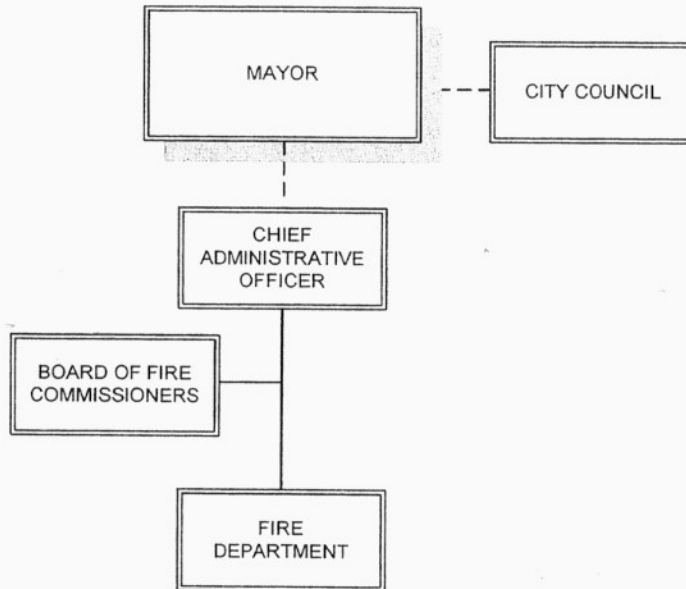 MAYOR
CITY COUNCIL
CHIEF
ADMINISTRATIVE
OFFICER
BOARD OF FIRE
COMMISSIONERS
FIRE
DEPARTMENT